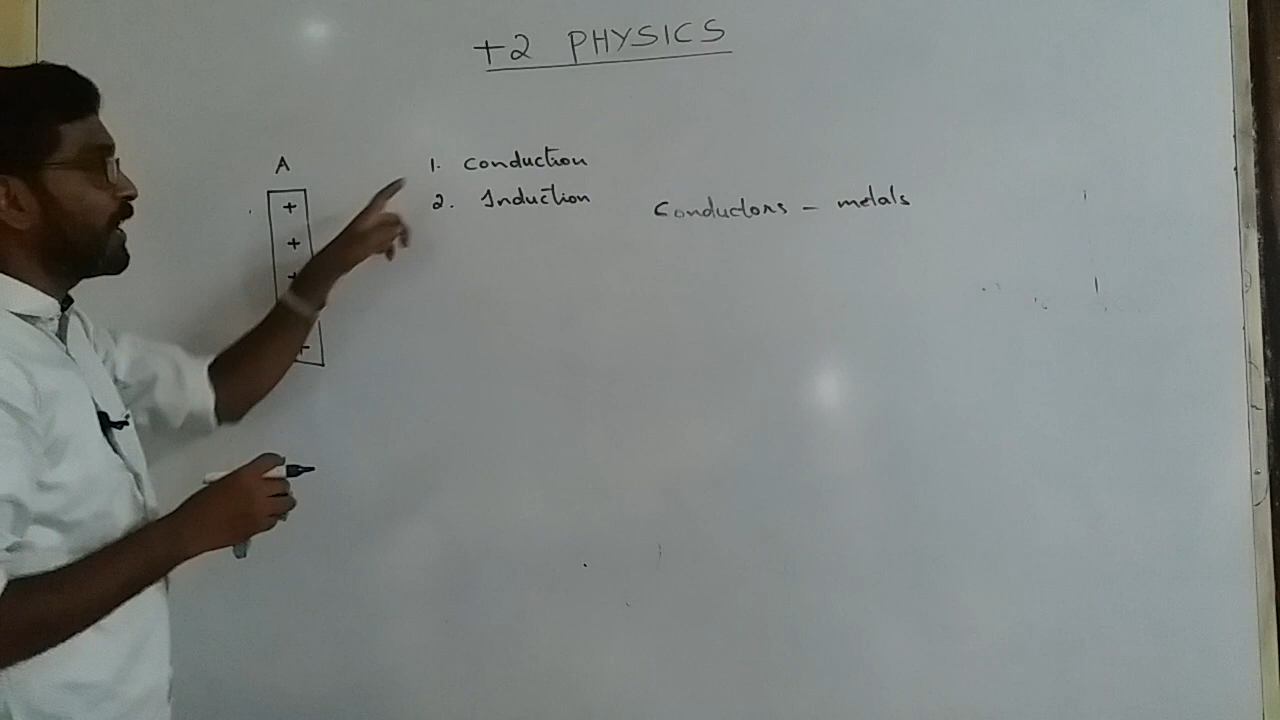 +2 PHYSICS
A
+
+
+
+
1. Conduction
2. Induction
Conductors - metals